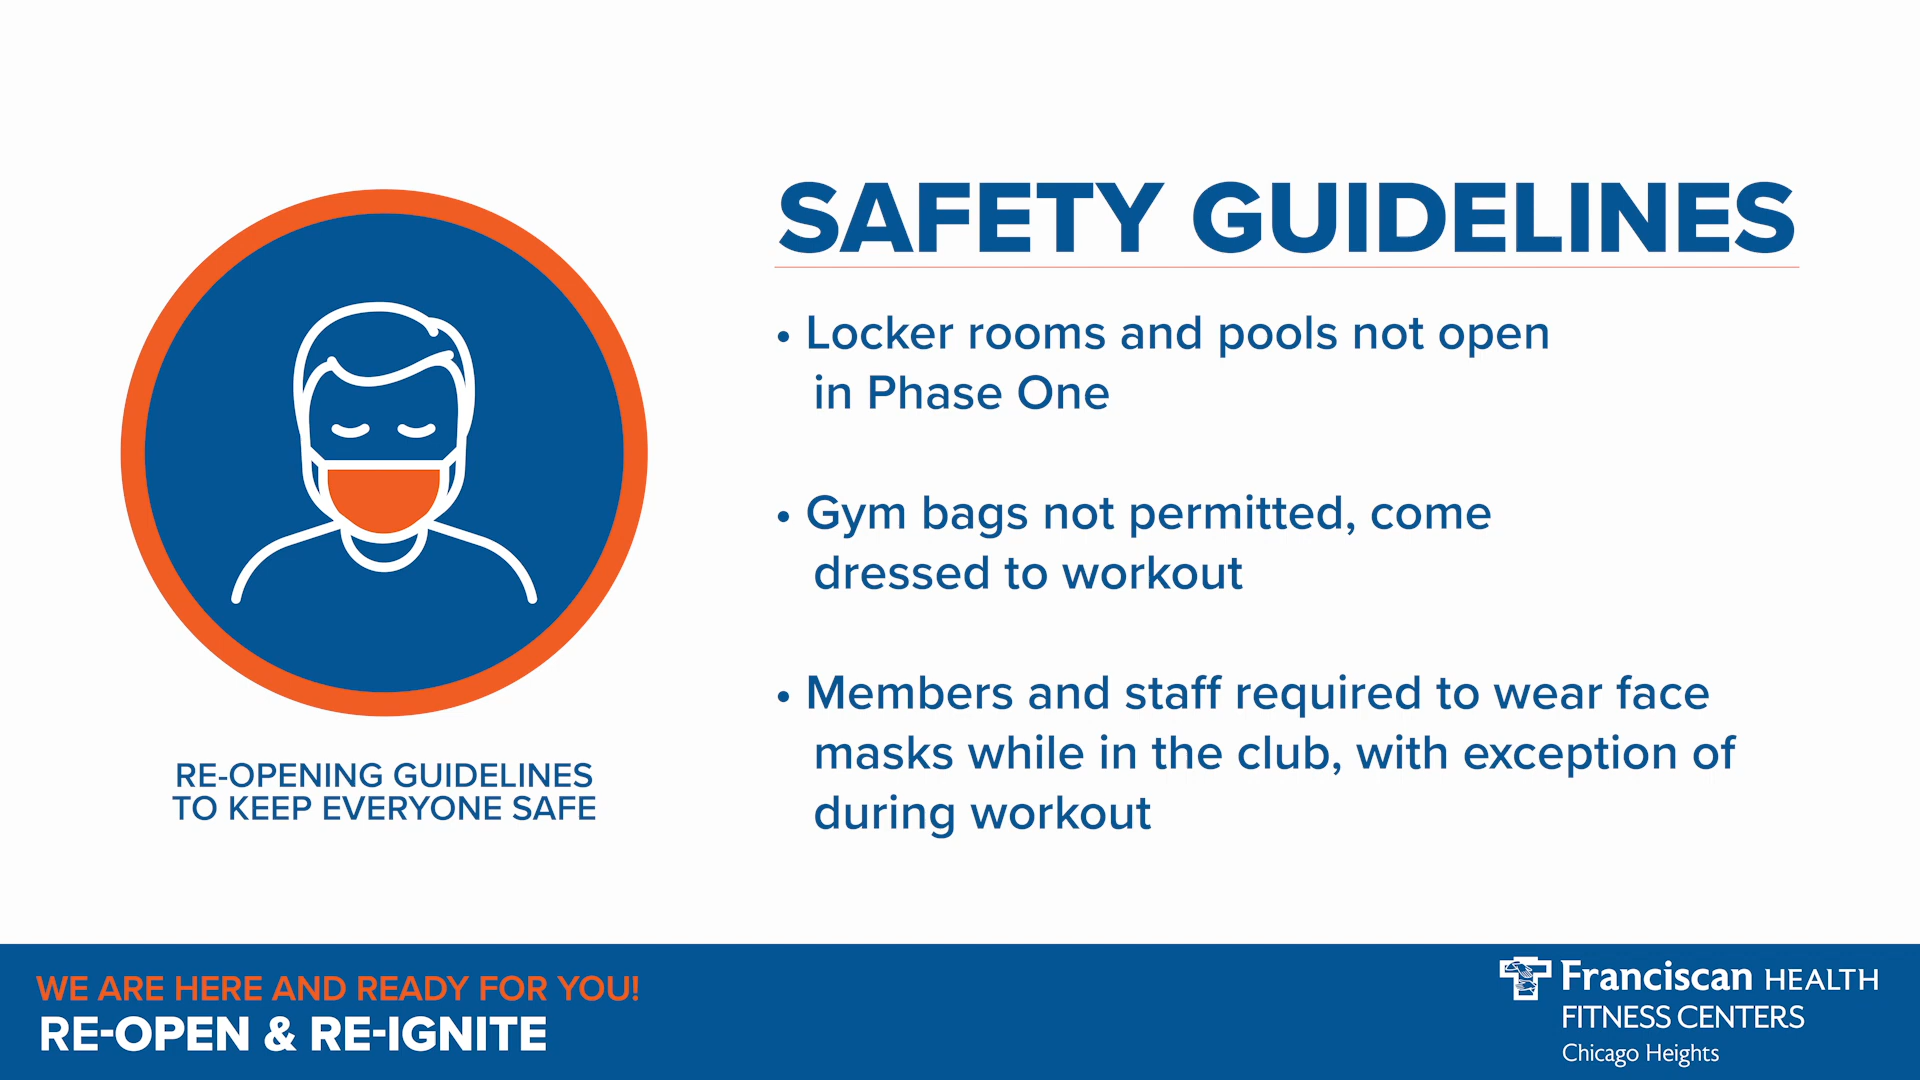 SAFETY GUIDELINES
• Locker rooms and pools not open
in Phase One
• Gym bags not permitted, come
dressed to workout
• Members and staff required to wear face
masks while in the club, with exception of
during workout
RE-OPENING GUIDELINES
TO KEEP EVERYONE SAFE
WE ARE HERE AND READY FOR YOU!
RE-OPEN & RE-IGNITE
Franciscan HEALTH
FITNESS CENTERS
Chicago Heights